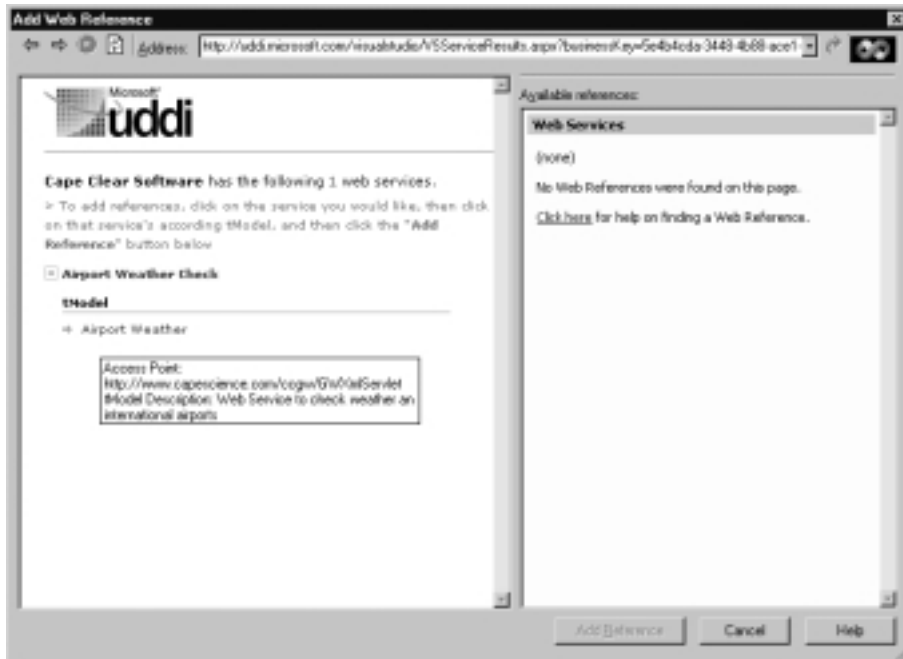 Add Web Reference
Address: http://uddi.microsoft.com/visualstudio/VSServiceResults.aspx?businessKey=5e4b4cda-3448-4b88-ace1-
Microsoft
uddi
Cape Clear Software has the following 1 web services.
> To add references, click on the service you would like, then click
on that service's according tModel, and then click the "Add
Reference" button below
Airport Weather Check
tModel
Airport Weather
Access Point:
http://www.capescience.com/ccgw/GWXmlServlet
tModel Description: Web Service to check weather an
international airports
Available references:
Web Services
(none)
No Web References were found on this page.
Click here for help on finding a Web Reference.
Add Reference
Cancel
Help